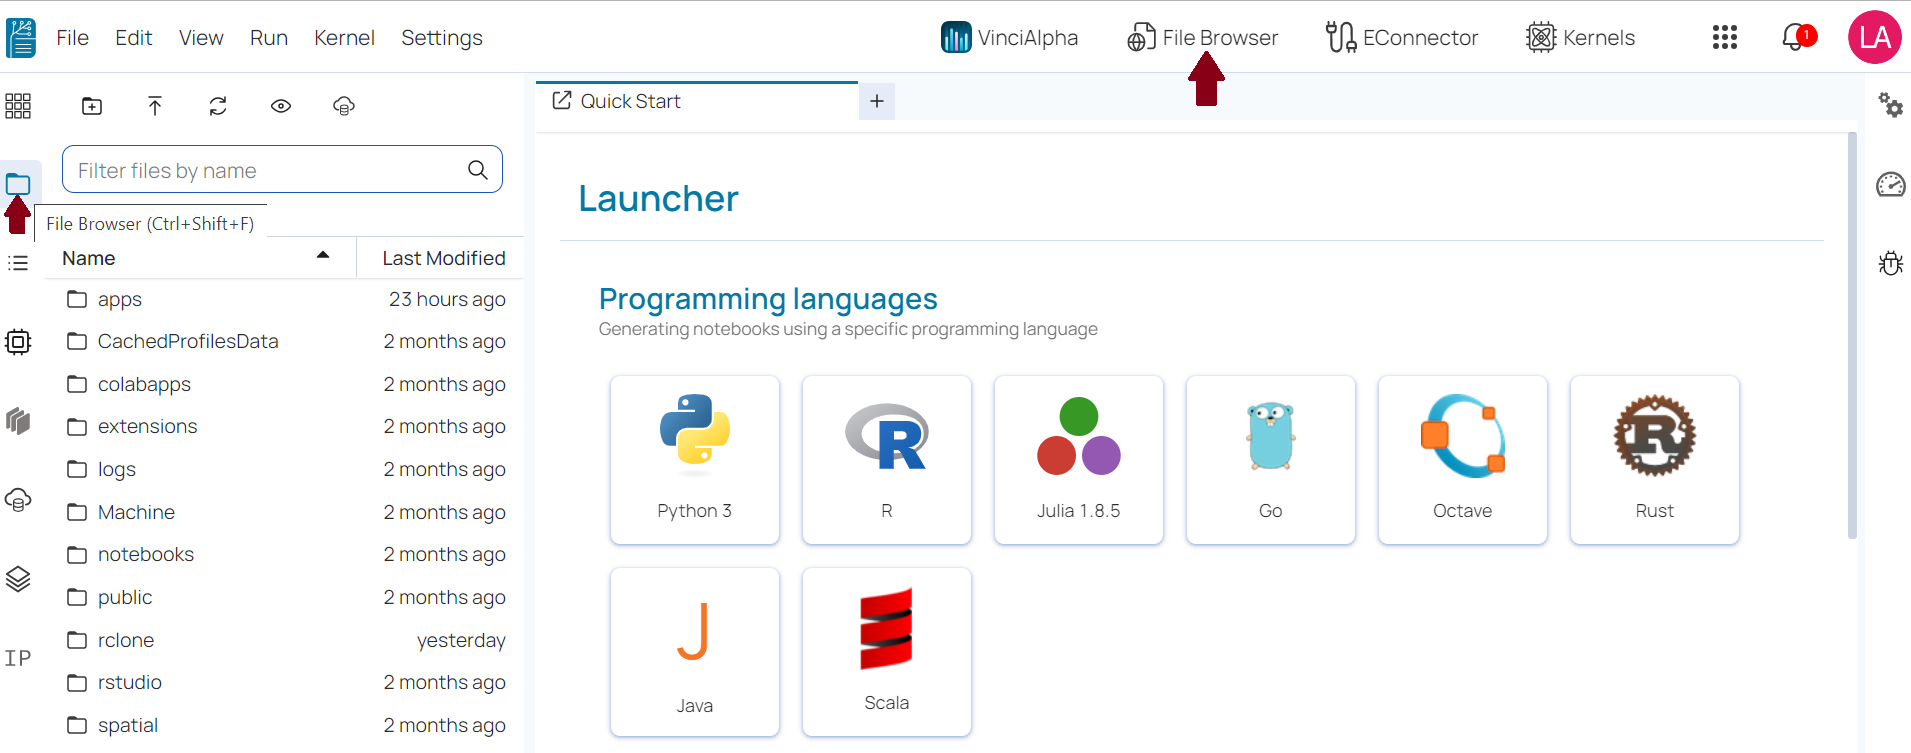 File Edit View Run Kernel Settings VinciAlpha File Browser EConnector Kernels 1 LA
Quick Start +
Filter files by name
File Browser (Ctrl+Shift+F)
Name Last Modified
apps 23 hours ago
CachedProfilesData 2 months ago
colabapps 2 months ago
extensions 2 months ago
logs 2 months ago
Machine 2 months ago
notebooks 2 months ago
public 2 months ago
rclone yesterday
rstudio 2 months ago
spatial 2 months ago
IP
Launcher
Programming languages
Generating notebooks using a specific programming language
Python 3 R Julia 1.8.5 Go Octave Rust
Java Scala